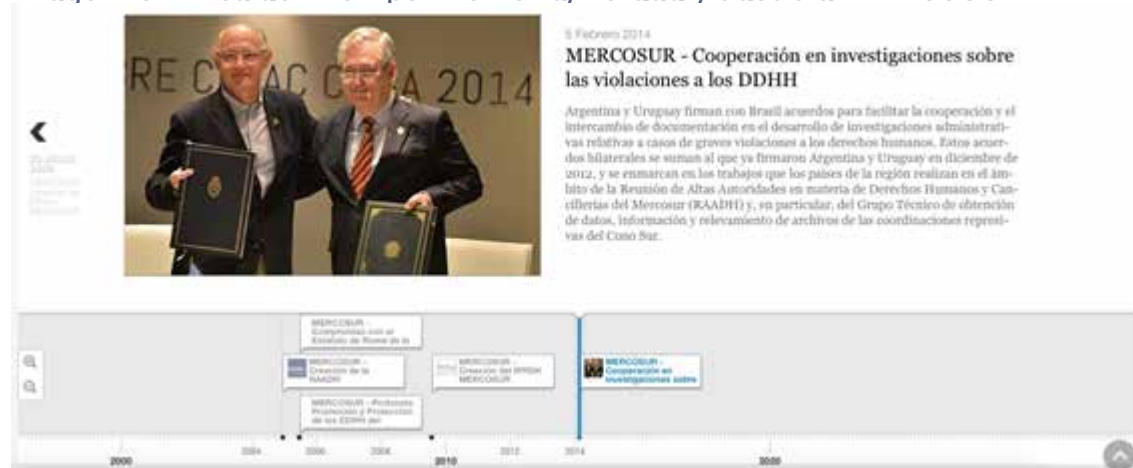 RE C AC C A 2014
5 Febrero 2014
MERCOSUR - Cooperación en investigaciones sobre
las violaciones a los DDHH
Argentina y Uruguay firman con Brasil acuerdos para facilitar la cooperación y el
intercambio de documentación en el desarrollo de investigaciones administrati-
vas relativas a casos de graves violaciones a los derechos humanos. Estos acuer-
dos bilaterales se suman al que ya firmaron Argentina y Uruguay en diciembre de
2012, y se enmarcan en los trabajos que los países de la región realizan en el ám-
bito de la Reunión de Altas Autoridades en materia de Derechos Humanos y Can-
cillerías del Mercosur (RAADH) y, en particular, del Grupo Técnico de obtención
de datos, información y relevamiento de archivos de las coordinaciones represi-
vas del Cono Sur.
MERCOSUR -
Compromiso con el
Estatuto de Roma de la
MERCOSUR -
Creación de la
RAADH
MERCOSUR -
Creación del IPPDH
MERCOSUR
MERCOSUR -
Cooperación en
investigaciones sobre
MERCOSUR - Protocolo
Promoción y Protección
de los DDHH del
2000
2004
2006
2008
2010
2012
2014
2020